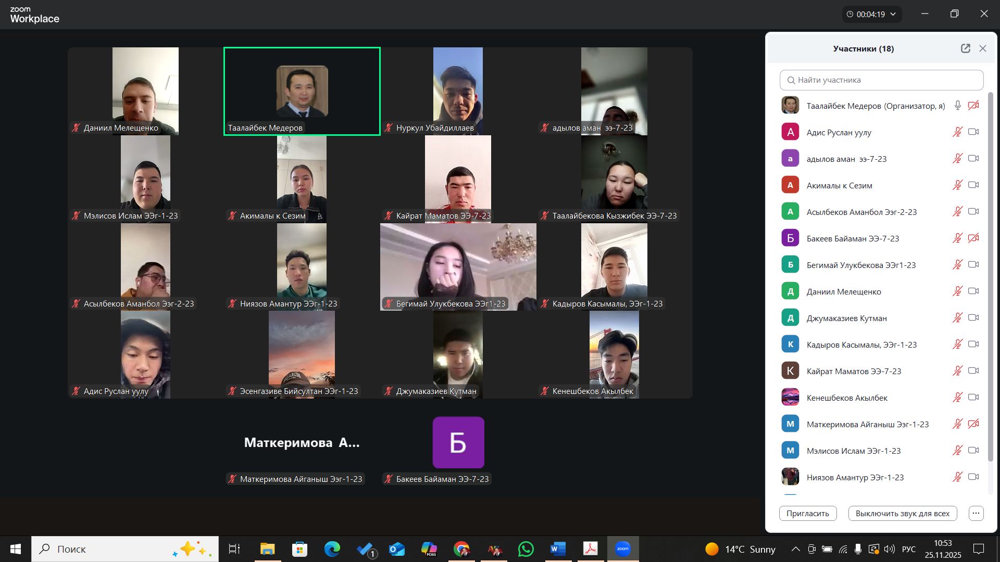 zoom
Workplace
00:04:19
Даниил Мелещенко
Таалайбек Медеров
Нуркул Убайдиллаев
адылов аман ээ-7-23
Мэлисов Ислам ЭЭг-1-23
Акималы к Сезим
Кайрат Маматов ЭЭ-7-23
Таалайбекова Кызжибек ЭЭ-7-23
Асылбеков Аманбол Ээг-2-23
Ниязов Амантур ЭЭг-1-23
Бегимай Улукбекова ЭЭг1-23
Кадыров Касымалы, ЭЭг-1-23
Адис Руслан уулу
Эсенгазиве Бийсултан ЭЭг-1-23
Джумаказиев Кутман
Кенешбеков Акылбек
Маткеримова А...
Б
Маткеримова Айганыш Ээг-1-23
Бакеев Байаман ЭЭ-7-23
Участники (18)
Найти участника
Таалайбек Медеров (Организатор, я)
А Адис Руслан уулу
а адылов аман ээ-7-23
А Акималы к Сезим
А Асылбеков Аманбол Ээг-2-23
Б Бакеев Байаман ЭЭ-7-23
Б Бегимай Улукбекова ЭЭг1-23
Д Даниил Мелещенко
Д Джумаказиев Кутман
К Кадыров Касымалы, ЭЭг-1-23
К Кайрат Маматов ЭЭ-7-23
Кенешбеков Акылбек
М Маткеримова Айганыш Ээг-1-23
М Мэлисов Ислам ЭЭг-1-23
Ниязов Амантур ЭЭг-1-23
Пригласить
Выключить звук для всех
...
Поиск
1
M365
zoom
14°C Sunny
РУС
10:53
25.11.2025